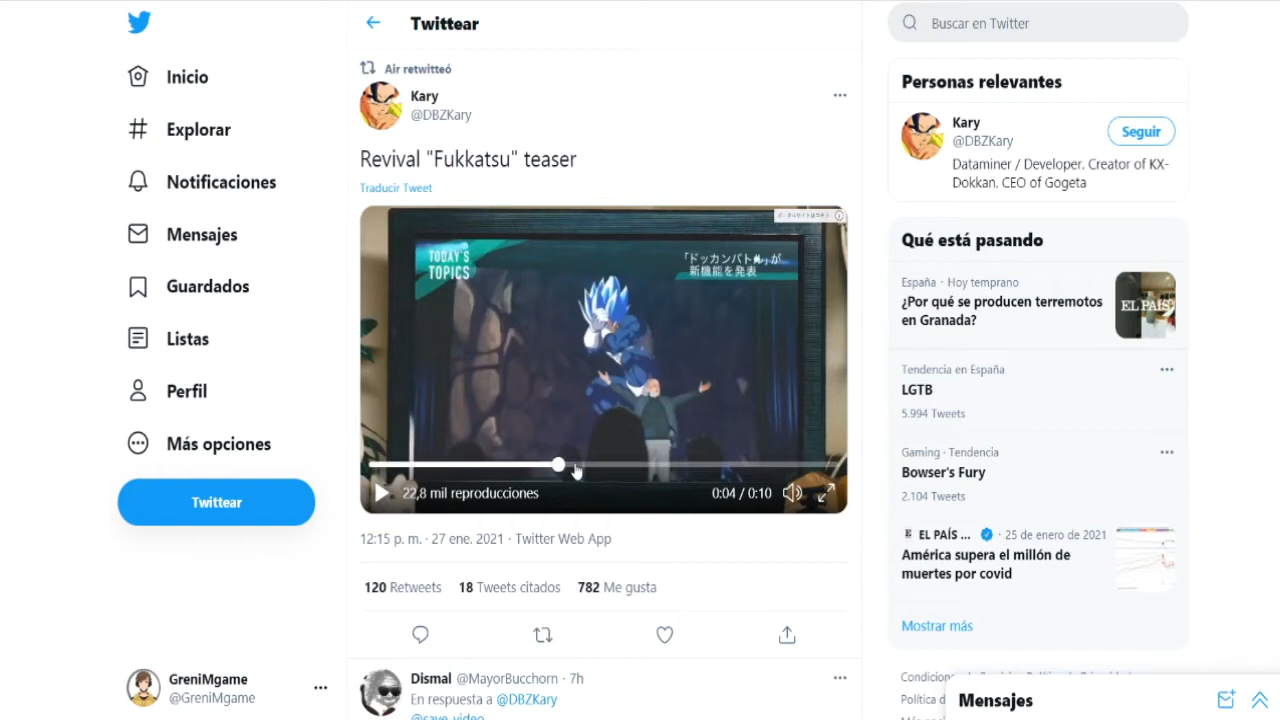 Inicio
Explorar
Notificaciones
Mensajes
Guardados
Listas
Perfil
Más opciones
Twittear
GreniMgame
@GreniMgame
Twittear
Air retwitteó
Kary
@DBZKary
Revival "Fukkatsu" teaser
Traducir Tweet
TODAY'S
TOPICS
新機能を発表
22,8 mil reproducciones
0:04 / 0:10
12:15 p. m. · 27 ene. 2021 · Twitter Web App
120 Retweets 18 Tweets citados 782 Me gusta
Dismal @MayorBucchorn · 7h
En respuesta a @DBZKary
@save_video
Buscar en Twitter
Personas relevantes
Kary
@DBZKary
Seguir
Dataminer / Developer. Creator of KX-
Dokkan. CEO of Gogeta
Qué está pasando
España · Hoy temprano
¿Por qué se producen terremotos
en Granada?
EL PAÍS
Tendencia en España
LGTB
5.994 Tweets
Gaming · Tendencia
Bowser's Fury
2.104 Tweets
EL PAÍS ... · 25 de enero de 2021
América supera el millón de
muertes por covid
Mostrar más
Política d
Mensajes